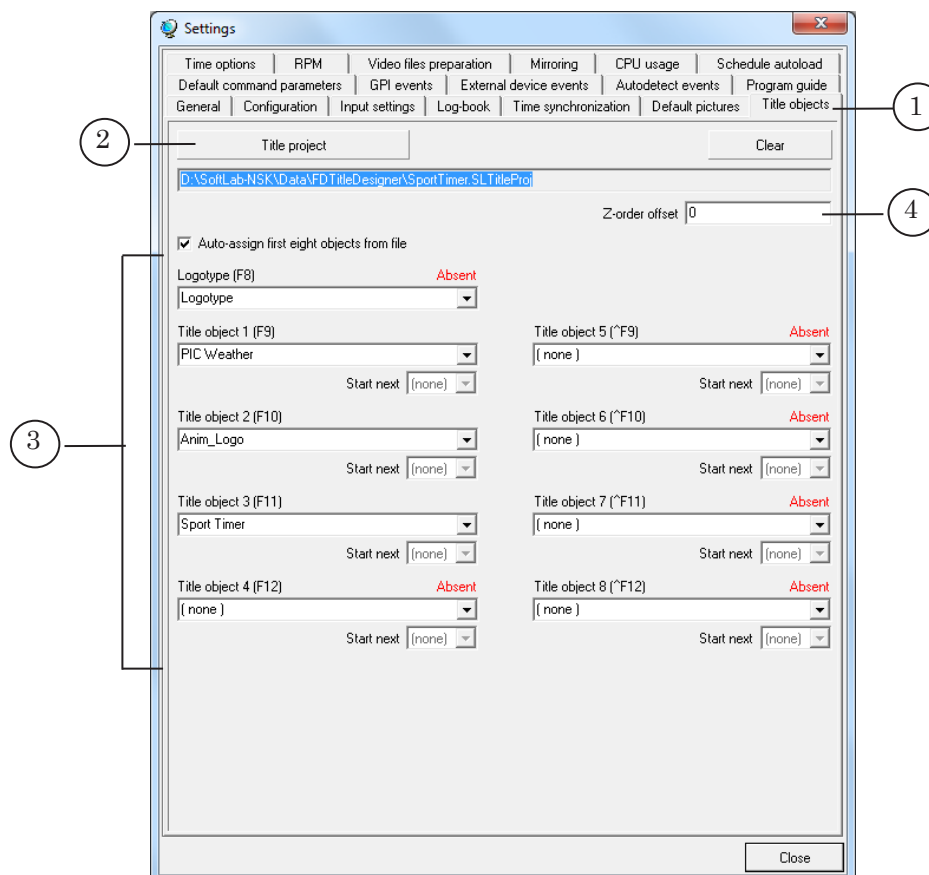 Settings
Time options RPM Video files preparation Mirroring CPU usage Schedule autoload
Default command parameters GPI events External device events Autodetect events Program guide
General Configuration Input settings Log-book Time synchronization Default pictures Title objects
1
2
Title project Clear
D:\SoftLab-NSK\Data\FDTitleDesigner\SportTimer.SLTitleProj
Z-order offset 0
4
Auto-assign first eight objects from file
3
Logotype (F8) Absent
Logotype
Title object 1 (F9) Title object 5 (^F9) Absent
PIC Weather ( none )
Start next (none) Start next (none)
Title object 2 (F10) Title object 6 (^F10) Absent
Anim_Logo ( none )
Start next (none) Start next (none)
Title object 3 (F11) Title object 7 (^F11) Absent
Sport Timer ( none )
Start next (none) Start next (none)
Title object 4 (F12) Absent Title object 8 (^F12) Absent
( none ) ( none )
Start next (none) Start next (none)
Close